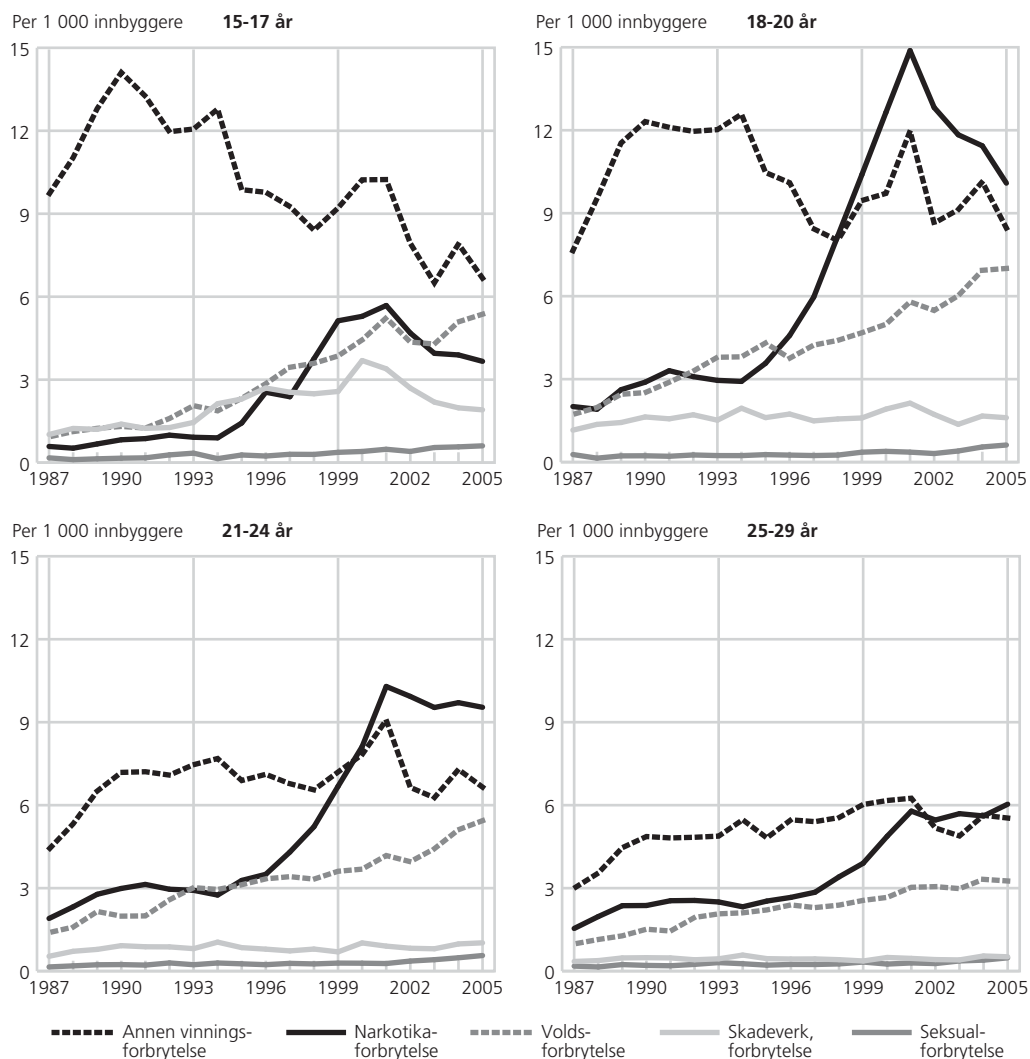 Per 1 000 innbyggere 15-17 år
15
12
9
6
3
0
1987 1990 1993 1996 1999 2002 2005
Per 1 000 innbyggere 18-20 år
15
12
9
6
3
0
1987 1990 1993 1996 1999 2002 2005
Per 1 000 innbyggere 21-24 år
15
12
9
6
3
0
1987 1990 1993 1996 1999 2002 2005
Per 1 000 innbyggere 25-29 år
15
12
9
6
3
0
1987 1990 1993 1996 1999 2002 2005
Annen vinnings-
forbrytelse
Narkotika-
forbrytelse
Volds-
forbrytelse
Skadeverk,
forbrytelse
Seksual-
forbrytelse